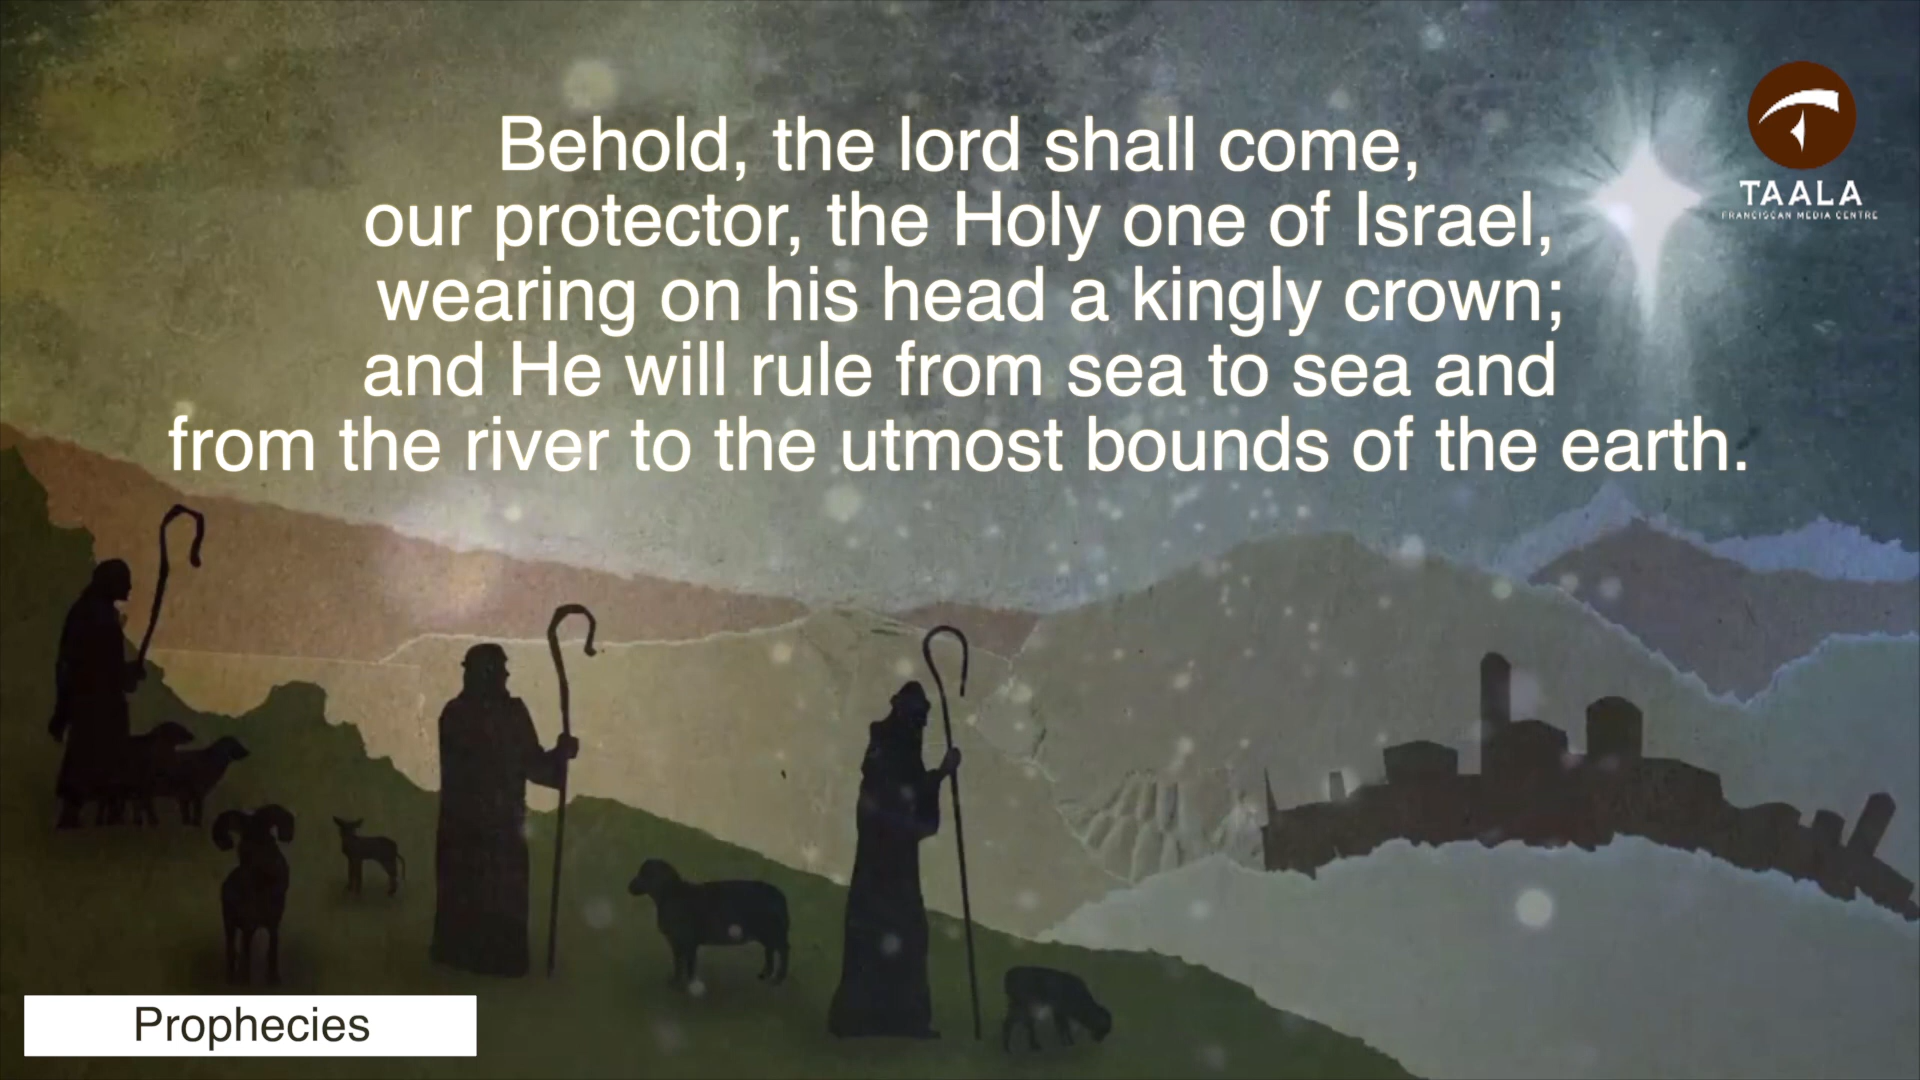 Behold, the lord shall come,
our protector, the Holy one of Israel,
wearing on his head a kingly crown;
and He will rule from sea to sea and
from the river to the utmost bounds of the earth.
TAALA
FRANCISCAN MEDIA CENTRE
Prophecies